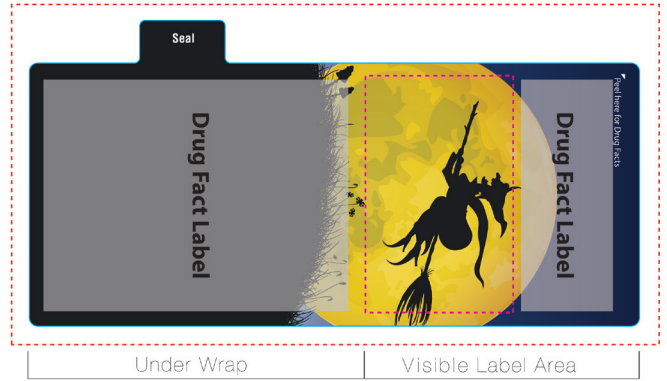 Seal
Drug Fact Label
Drug Fact Label
Peel here for Drug Facts
Under Wrap
Visible Label Area